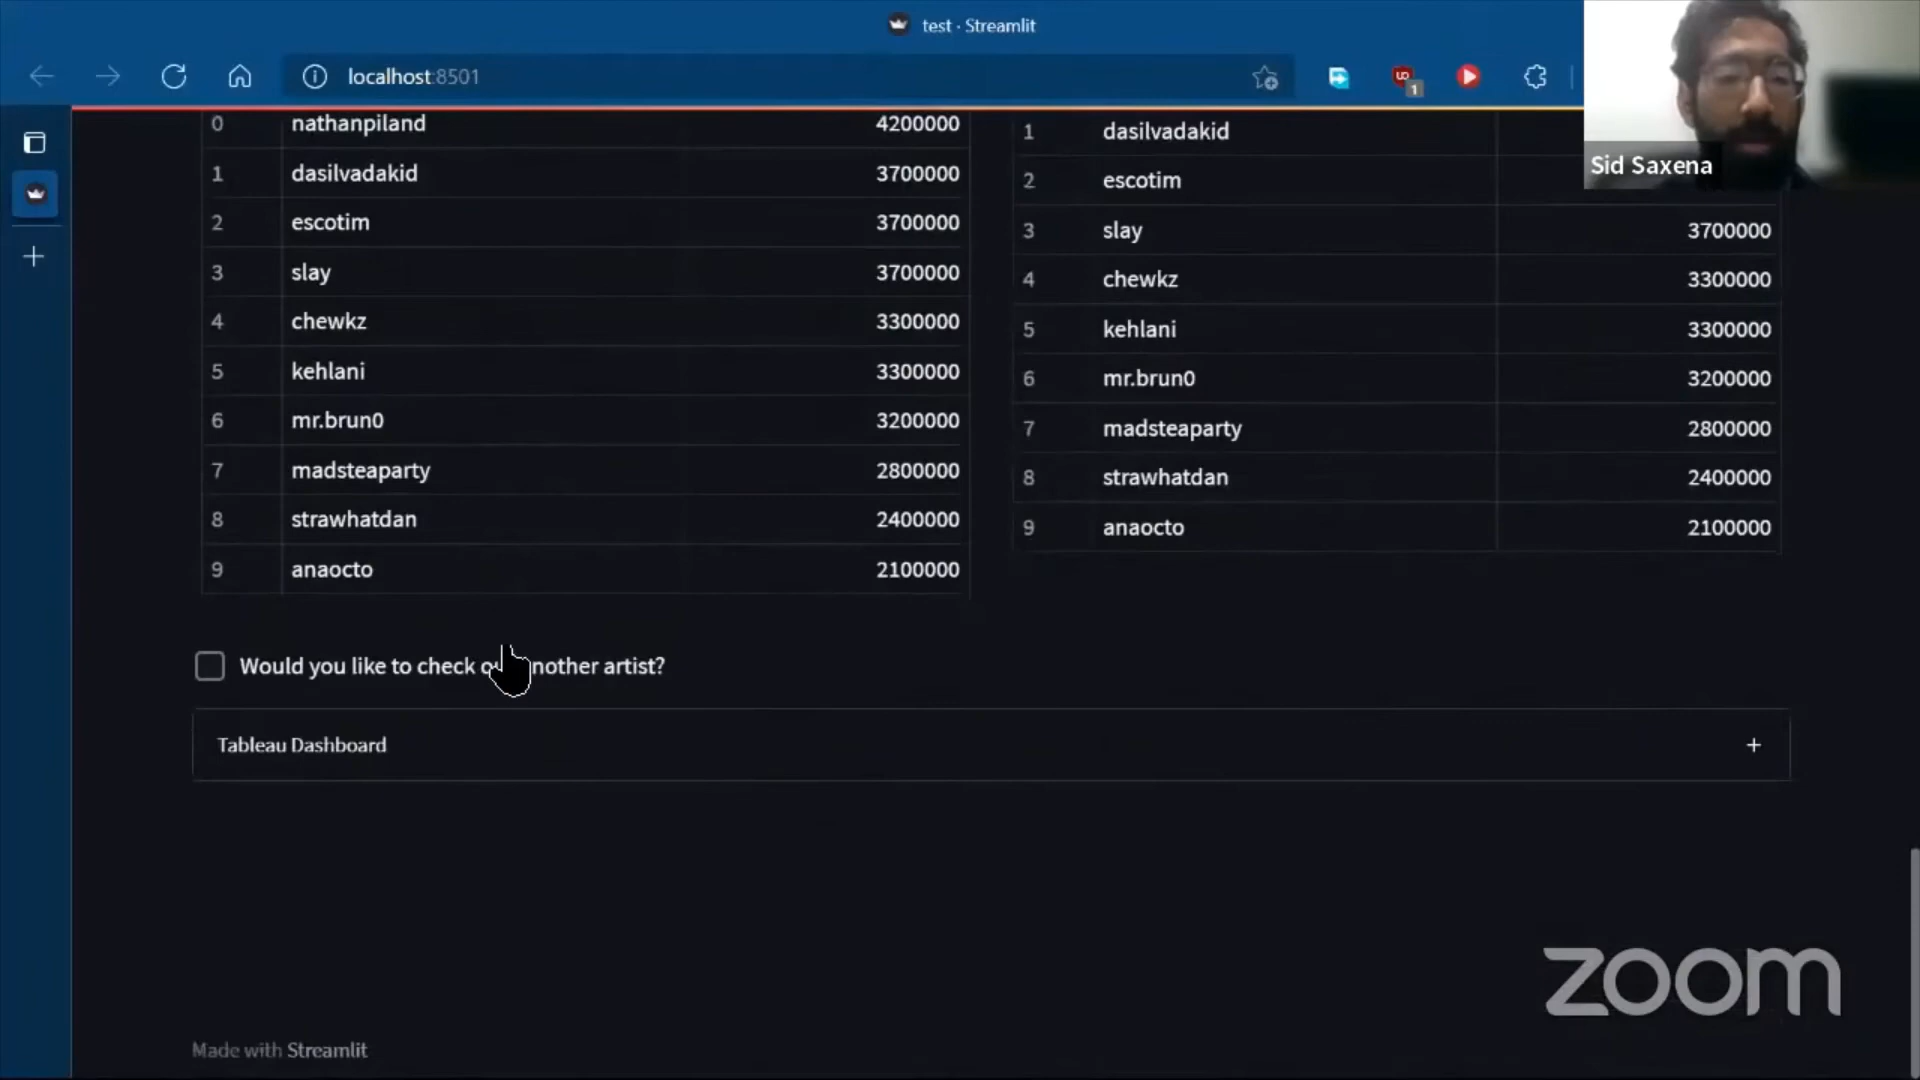 test · Streamlit
localhost:8501
UO
1
Sid Saxena
0 nathanpiland 4200000
1 dasilvadakid 3700000
2 escotim 3700000
3 slay 3700000
4 chewkz 3300000
5 kehlani 3300000
6 mr.brun0 3200000
7 madsteaparty 2800000
8 strawhatdan 2400000
9 anaocto 2100000
1 dasilvadakid
2 escotim
3 slay 3700000
4 chewkz 3300000
5 kehlani 3300000
6 mr.brun0 3200000
7 madsteaparty 2800000
8 strawhatdan 2400000
9 anaocto 2100000
Would you like to check artist?
Tableau Dashboard +
zoom
Made with Streamlit